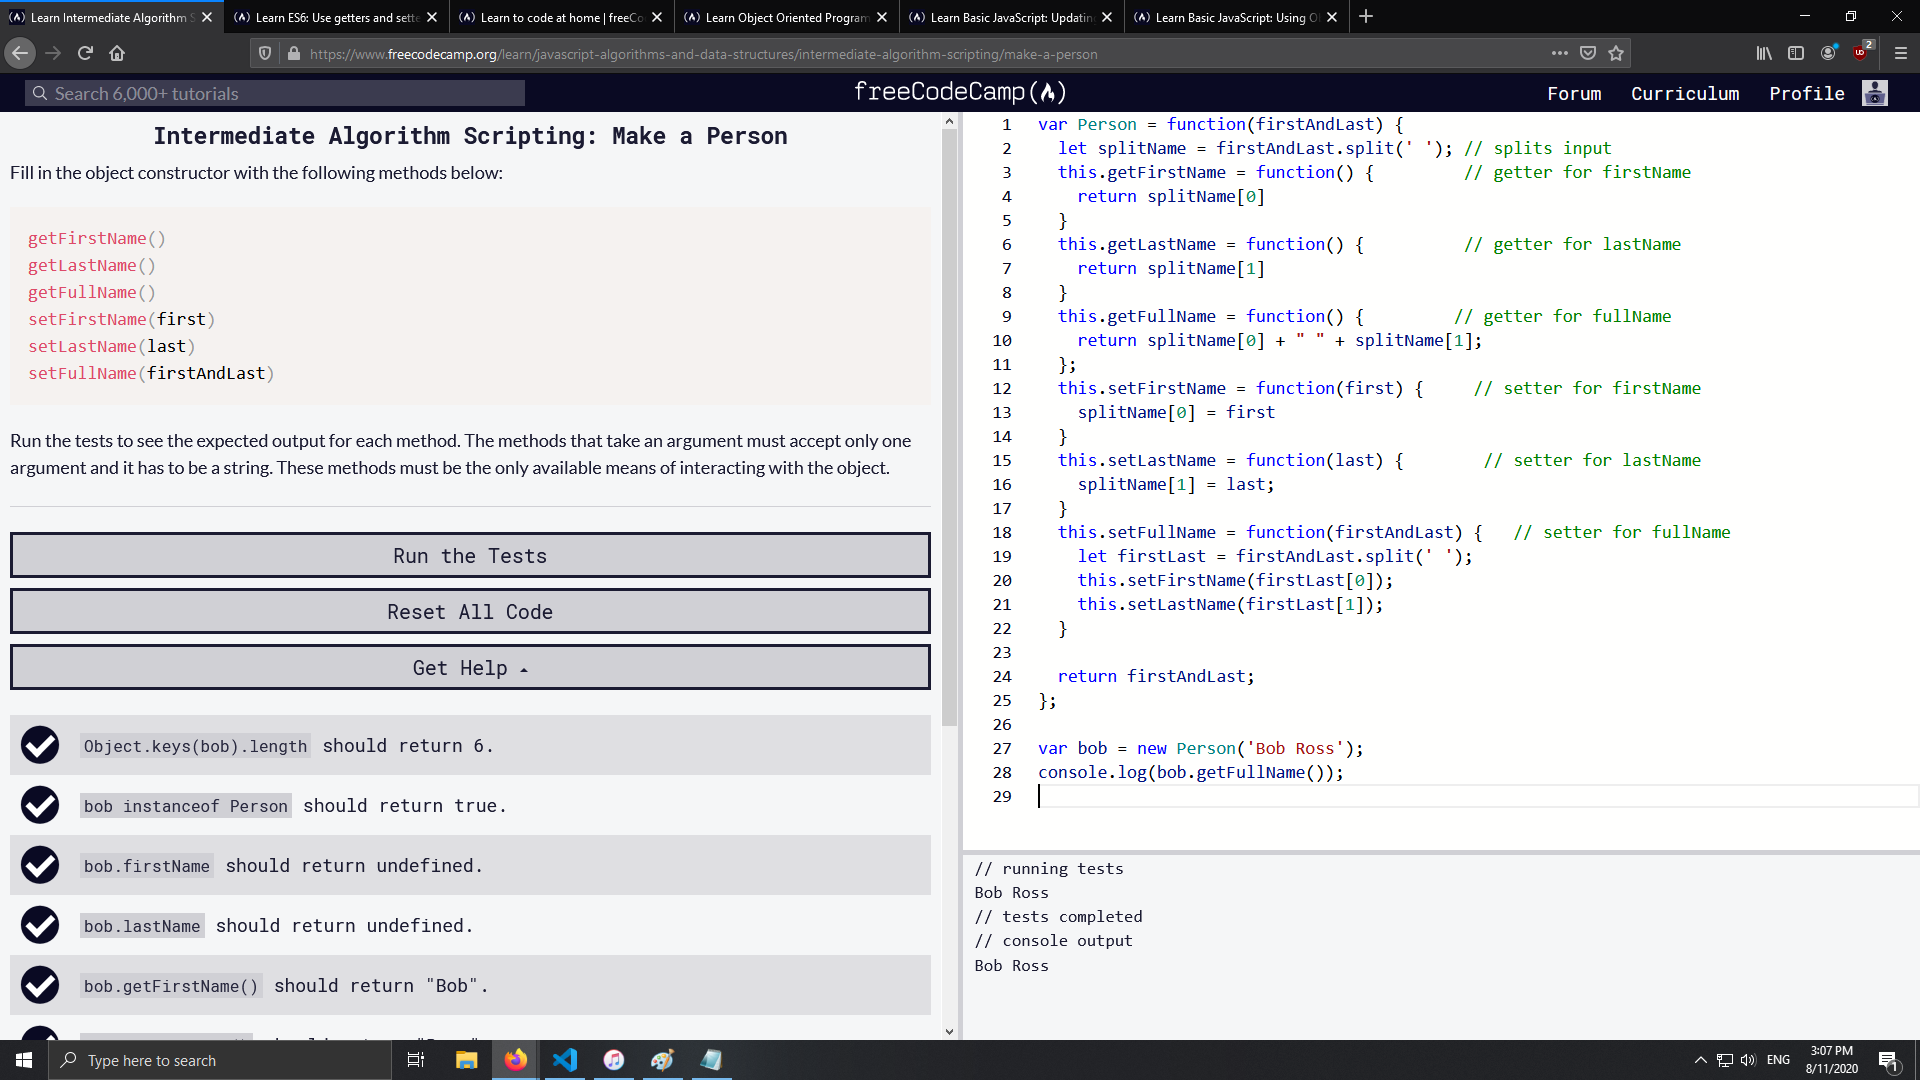 Learn Intermediate Algorithm S
Learn ES6: Use getters and sette
Learn to code at home | freeCo
Learn Object Oriented Program
Learn Basic JavaScript: Updatin
Learn Basic JavaScript: Using O
https://www.freecodecamp.org/learn/javascript-algorithms-and-data-structures/intermediate-algorithm-scripting/make-a-person
2
Search 6,000+ tutorials
freeCodeCamp
Forum
Curriculum
Profile
Intermediate Algorithm Scripting: Make a Person
Fill in the object constructor with the following methods below:
getFirstName()
getLastName()
getFullName()
setFirstName(first)
setLastName(last)
setFullName(firstAndLast)
Run the tests to see the expected output for each method. The methods that take an argument must accept only one
argument and it has to be a string. These methods must be the only available means of interacting with the object.
Run the Tests
Reset All Code
Get Help
Object.keys(bob).length should return 6.
bob instanceof Person should return true.
bob.firstName should return undefined.
bob.lastName should return undefined.
bob.getFirstName() should return "Bob".
1 var Person = function(firstAndLast) {
2 let splitName = firstAndLast.split(' '); // splits input
3 this.getFirstName = function() { // getter for firstName
4 return splitName[0]
5 }
6 this.getLastName = function() { // getter for lastName
7 return splitName[1]
8 }
9 this.getFullName = function() { // getter for fullName
10 return splitName[0] + " " + splitName[1];
11 };
12 this.setFirstName = function(first) { // setter for firstName
13 splitName[0] = first
14 }
15 this.setLastName = function(last) { // setter for lastName
16 splitName[1] = last;
17 }
18 this.setFullName = function(firstAndLast) { // setter for fullName
19 let firstLast = firstAndLast.split(' ');
20 this.setFirstName(firstLast[0]);
21 this.setLastName(firstLast[1]);
22 }
23
24 return firstAndLast;
25 };
26
27 var bob = new Person('Bob Ross');
28 console.log(bob.getFullName());
29
// running tests
Bob Ross
// tests completed
// console output
Bob Ross
Type here to search
ENG
3:07 PM
8/11/2020
1